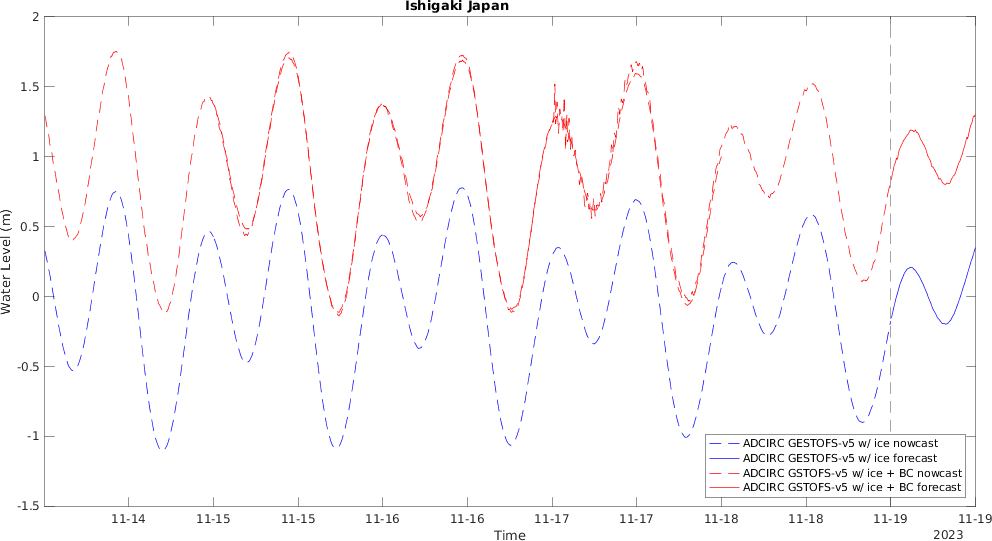 Ishigaki Japan
Water Level (m)
2
1.5
1
0.5
0
-0.5
-1
-1.5
11-14
11-15
11-15
11-16
11-16
11-17
11-17
11-18
11-18
11-19
11-19
2023
Time
ADCIRC GESTOFS-v5 w/ ice nowcast
ADCIRC GESTOFS-v5 w/ ice forecast
ADCIRC GSTOFS-v5 w/ ice + BC nowcast
ADCIRC GSTOFS-v5 w/ ice + BC forecast